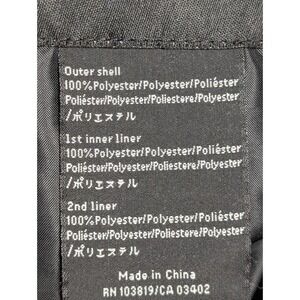 Outer shell
100%Polyester/Polyester/Poliéster
Poliéster/Polyester/Poliestere/Polyester
/ポリエステル
1st inner liner
100%Polyester/Polyester/Poliéster
Poliéster/Polyester/Poliestere/Polyester
/ポリエステル
2nd liner
100%Polyester/Polyester/Poliéster
Poliéster/Polyester/Poliestere/Polyester
/ポリエステル
Made in China
RN 103819/CA 03402